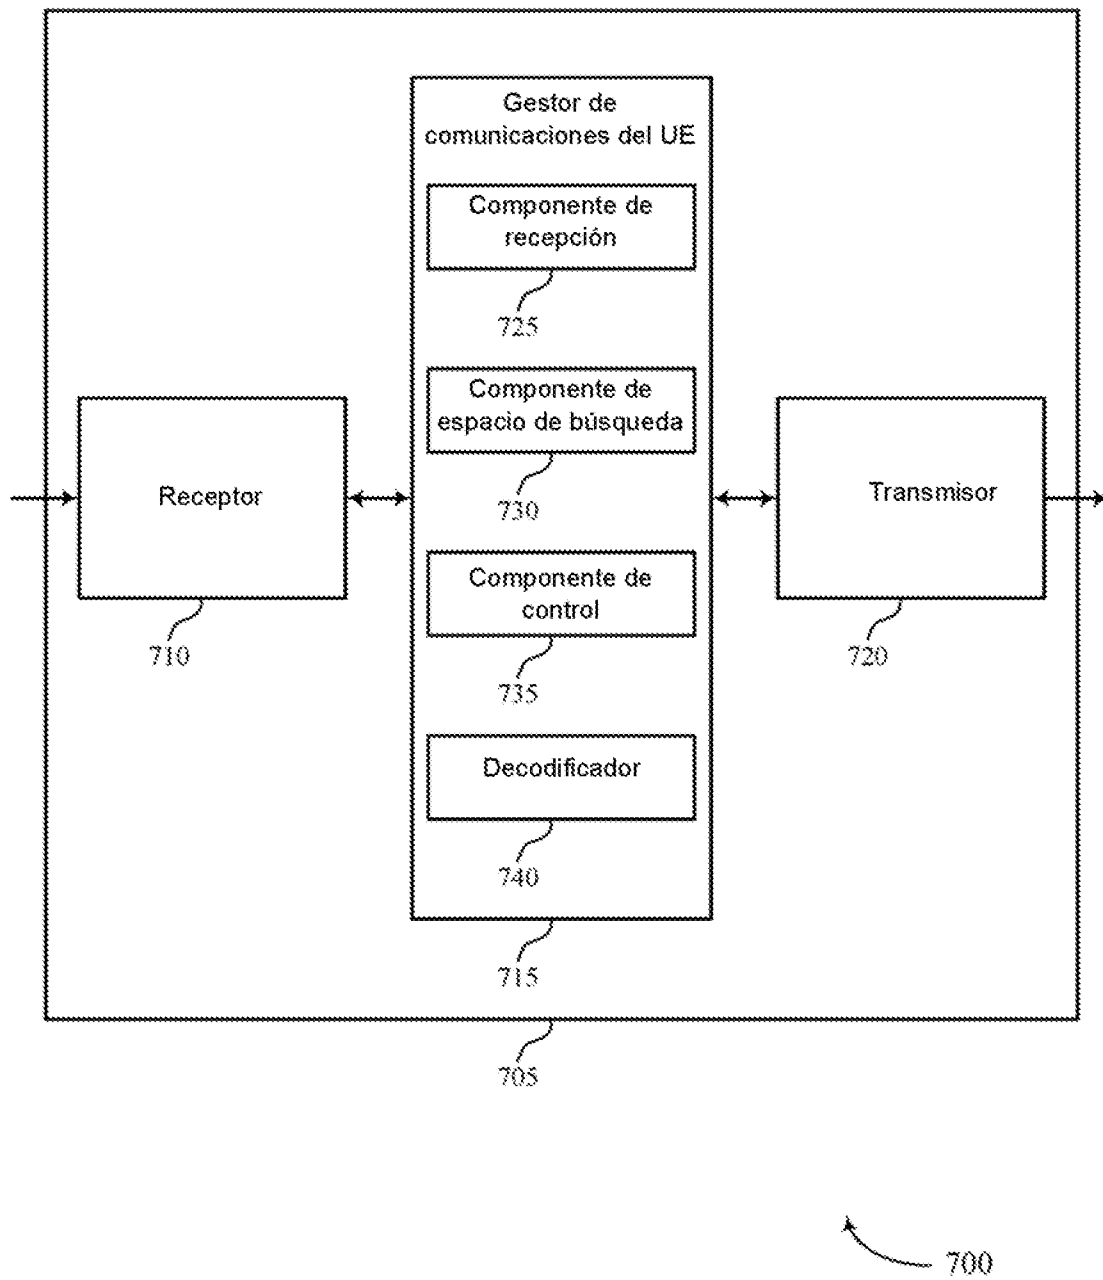 Gestor de
comunicaciones del UE
Componente de
recepción
725
Componente de
espacio de búsqueda
730
Receptor
710
Transmisor
720
Componente de
control
735
Decodificador
740
715
705
700